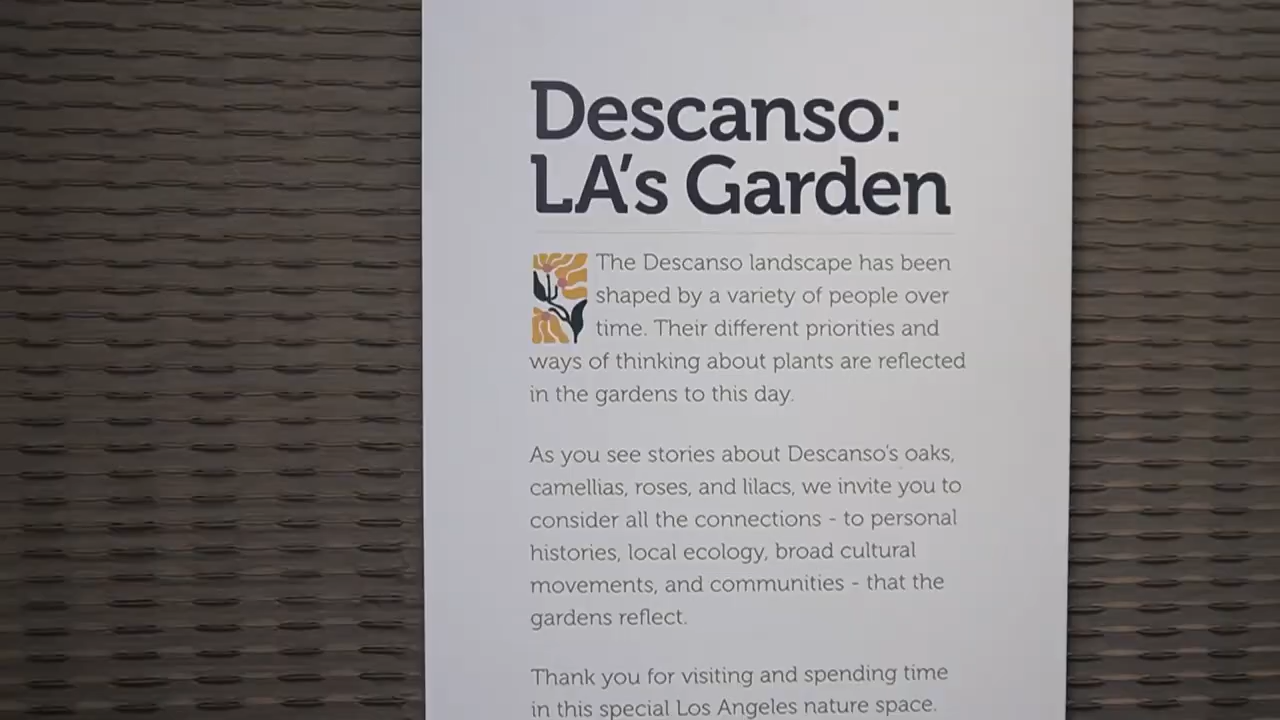 Descanso:
LA's Garden
The Descanso landscape has been
shaped by a variety of people over
time. Their different priorities and
ways of thinking about plants are reflected
in the gardens to this day.
As you see stories about Descanso's oaks,
camellias, roses, and lilacs, we invite you to
consider all the connections - to personal
histories, local ecology, broad cultural
movements, and communities - that the
gardens reflect.
Thank you for visiting and spending time
in this special Los Angeles nature space.